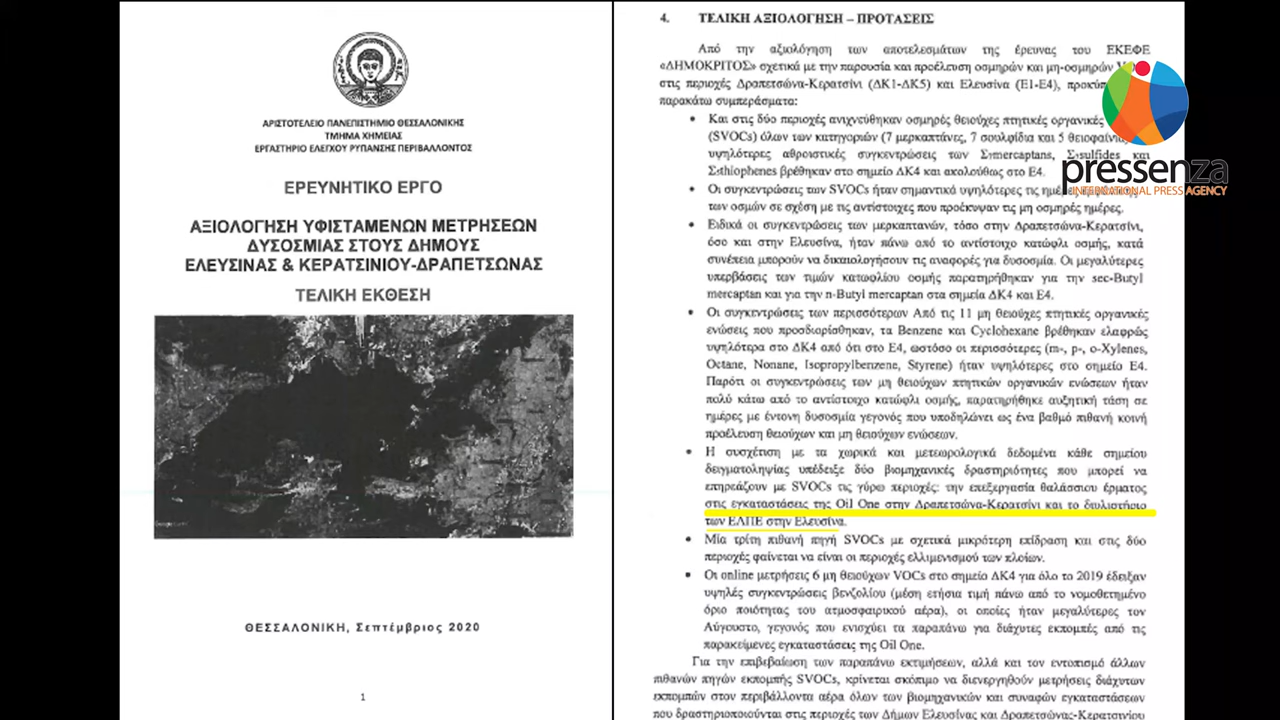 ΑΡΙΣΤΟΤΕΛΕΙΟ ΠΑΝΕΠΙΣΤΗΜΙΟ ΘΕΣΣΑΛΟΝΙΚΗΣ
ΤΜΗΜΑ ΧΗΜΕΙΑΣ
ΕΡΓΑΣΤΗΡΙΟ ΕΛΕΓΧΟΥ ΡΥΠΑΝΣΗΣ ΠΕΡΙΒΑΛΛΟΝΤΟΣ
ΕΡΕΥΝΗΤΙΚΟ ΕΡΓΟ
ΑΞΙΟΛΟΓΗΣΗ ΥΦΙΣΤΑΜΕΝΩΝ ΜΕΤΡΗΣΕΩΝ
ΔΥΣΟΣΜΙΑΣ ΣΤΟΥΣ ΔΗΜΟΥΣ
ΕΛΕΥΣΙΝΑΣ & ΚΕΡΑΤΣΙΝΙΟΥ-ΔΡΑΠΕΤΣΩΝΑΣ
ΤΕΛΙΚΗ ΕΚΘΕΣΗ
ΘΕΣΣΑΛΟΝΙΚΗ, Σεπτέμβριος 2020
1
4. ΤΕΛΙΚΗ ΑΞΙΟΛΟΓΗΣΗ – ΠΡΟΤΑΣΕΙΣ
Από την αξιολόγηση των αποτελεσμάτων της έρευνας του ΕΚΕΦΕ
«ΔΗΜΟΚΡΙΤΟΣ» σχετικά με την παρουσία και προέλευση οσμηρών και μη-οσμηρών
στις περιοχές Δραπετσώνα-Κερατσίνι (ΔΚ1-ΔΚ5) και Ελευσίνα (Ε1-Ε4),
παρακάτω συμπεράσματα:
• Και στις δύο περιοχές ανιχνεύθηκαν οσμηρές θειούχες πτητικές οργανικές
(SVOCs) όλων των κατηγοριών (7 μερκαπτάνες, 7 σουλφίδια και 5
υψηλότερες αθροιστικές συγκεντρώσεις των Σ:mercaptans, Σ:sulfides και
Σ:thiophenes βρέθηκαν στο σημείο ΔΚ4 και ακολούθως στο Ε4.
• Οι συγκεντρώσεις των SVOCs ήταν σημαντικά υψηλότερες τις
των οσμών σε σχέση με τις αντίστοιχες που προέκυψαν τις μη οσμηρές ημέρες.
• Ειδικά οι συγκεντρώσεις των μερκαπτανών, τόσο στην Δραπετσώνα-Κερατσίνι,
όσο και στην Ελευσίνα, ήταν πάνω από το αντίστοιχο κατώφλι οσμής, κατά
συνέπεια μπορούν να δικαιολογήσουν τις αναφορές για δυσοσμία. Οι μεγαλύτερες
υπερβάσεις των τιμών κατωφλίου οσμής παρατηρήθηκαν για την sec-Butyl
mercaptan και για την n-Butyl mercaptan στα σημεία ΔΚ4 και Ε4.
• Οι συγκεντρώσεις των περισσότερων Από τις 11 μη θειούχες πτητικές οργανικές
ενώσεις που προσδιορίσθηκαν, τα Benzene και Cyclohexane βρέθηκαν ελαφρώς
υψηλότερα στο ΔΚ4 από ότι στο Ε4, ωστόσο οι περισσότερες (m-, p-, o-Xylenes,
Octane, Nonane, Isopropylbenzene, Styrene) ήταν υψηλότερες στο σημείο Ε4.
Παρότι οι συγκεντρώσεις των μη θειούχων πτητικών οργανικών ενώσεων ήταν
πολύ κάτω από το αντίστοιχο κατώφλι οσμής, παρατηρήθηκε αυξητική τάση σε
ημέρες με έντονη δυσοσμία γεγονός που υποδηλώνει ως ένα βαθμό πιθανή κοινή
προέλευση θειούχων και μη θειούχων ενώσεων.
• Η συσχέτιση με τα χωρικά και μετεωρολογικά δεδομένα κάθε σημείου
δειγματοληψίας υπέδειξε δύο βιομηχανικές δραστηριότητες που μπορεί να
επηρεάζουν με SVOCs τις γύρω περιοχές: την επεξεργασία θαλάσσιου έρματος
στις εγκαταστάσεις της Oil One στην Δραπετσώνα-Κερατσίνι και το διυλιστήριο
των ΕΛΠΕ στην Ελευσίνα.
• Μία τρίτη πιθανή πηγή SVOCs με σχετικά μικρότερη επίδραση και στις δύο
περιοχές φαίνεται να είναι οι περιοχές ελλιμενισμού των πλοίων.
• Οι online μετρήσεις 6 μη θειούχων VOCs στο σημείο ΔΚ4 για όλο το 2019 έδειξαν
υψηλές συγκεντρώσεις βενζολίου (μέση ετήσια τιμή πάνω από το νομοθετημένο
όριο ποιότητας του ατμοσφαιρικού αέρα), οι οποίες ήταν μεγαλύτερες τον
Αύγουστο, γεγονός που ενισχύει τα παραπάνω για διάχυτες εκπομπές από τις
παρακείμενες εγκαταστάσεις της Oil One.
Για την επιβεβαίωση των παραπάνω εκτιμήσεων, αλλά και τον εντοπισμό άλλων
πιθανών πηγών εκπομπής SVOCs, κρίνεται σκόπιμο να διενεργηθούν μετρήσεις διάχυτων
εκπομπών στον περιβάλλοντα αέρα όλων των βιομηχανικών και συναφών εγκαταστάσεων
που δραστηριοποιούνται στις περιοχές των Δήμων Ελευσίνας και Δραπετσώνας-Κερατσινίου
pressenza
INTERNATIONAL PRESS AGENCY